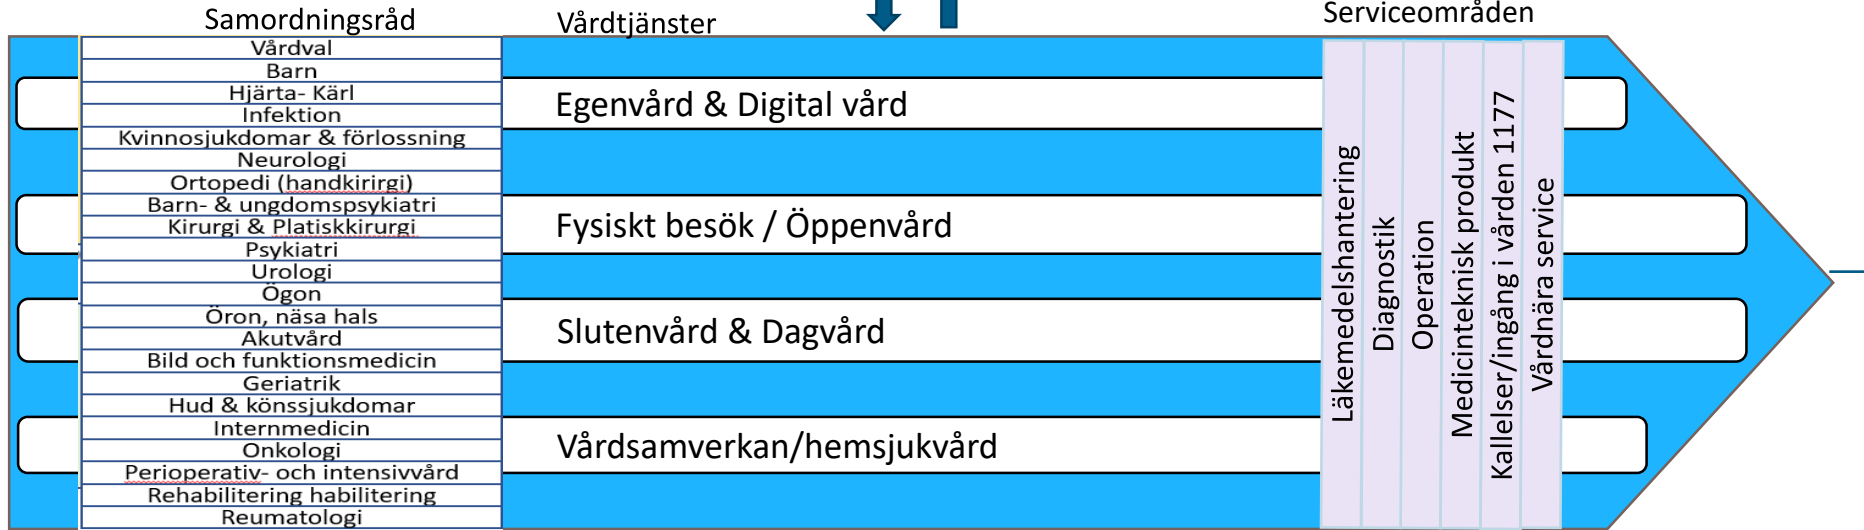 Samordningsråd
Vårdval
Barn
Hjärta- Kärl
Infektion
Kvinnosjukdomar & förlossning
Neurologi
Ortopedi (handkirirgi)
Barn- & ungdomspsykiatri
Kirurgi & Platiskkirurgi
Psykiatri
Urologi
Ögon
Öron, näsa hals
Akutvård
Bild och funktionsmedicin
Geriatrik
Hud & könssjukdomar
Internmedicin
Onkologi
Perioperativ- och intensivvård
Rehabilitering habilitering
Reumatologi
Vårdtjänster
Egenvård & Digital vård
Fysiskt besök / Öppenvård
Slutenvård & Dagvård
Vårdsamverkan/hemsjukvård
Serviceområden
Läkemedelshantering
Diagnostik
Operation
Medicinteknisk produkt
Kallelser/ingång i vården 1177
Vårdnära service